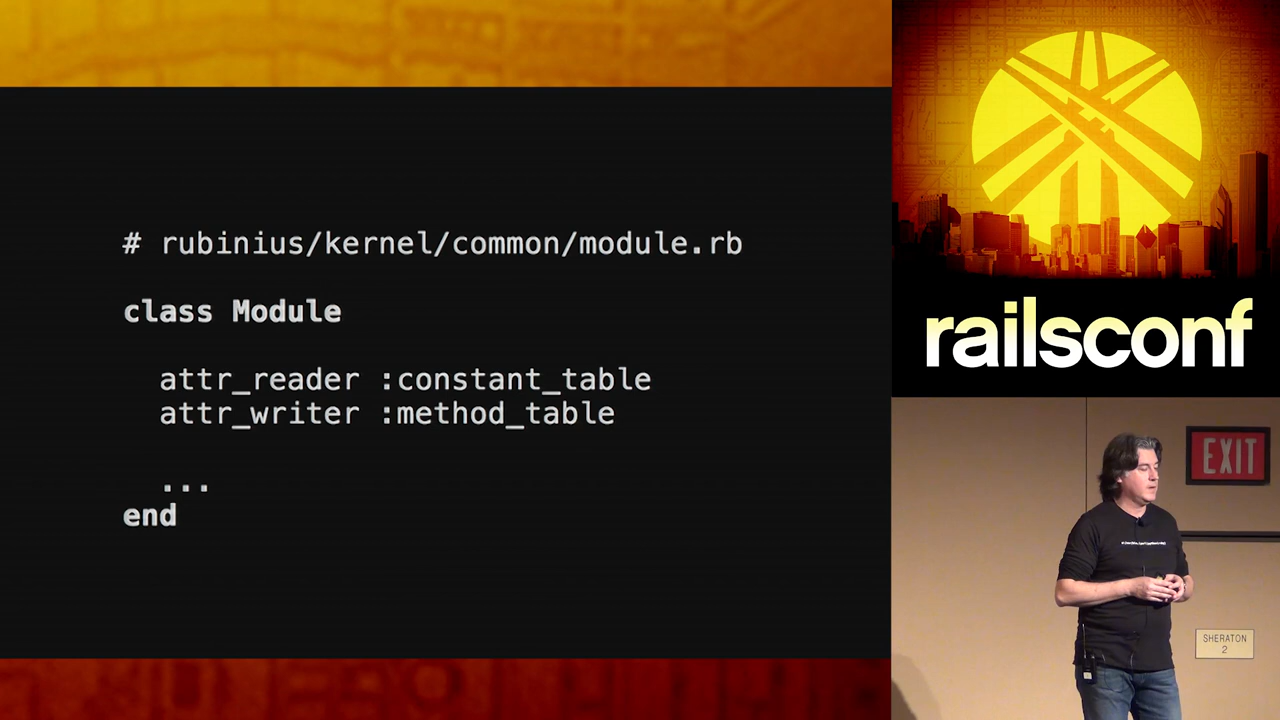 # rubinius/kernel/common/module.rb
class Module
attr_reader :constant_table
attr_writer :method_table
...
end
railsconf
EXIT
SHERATON
2